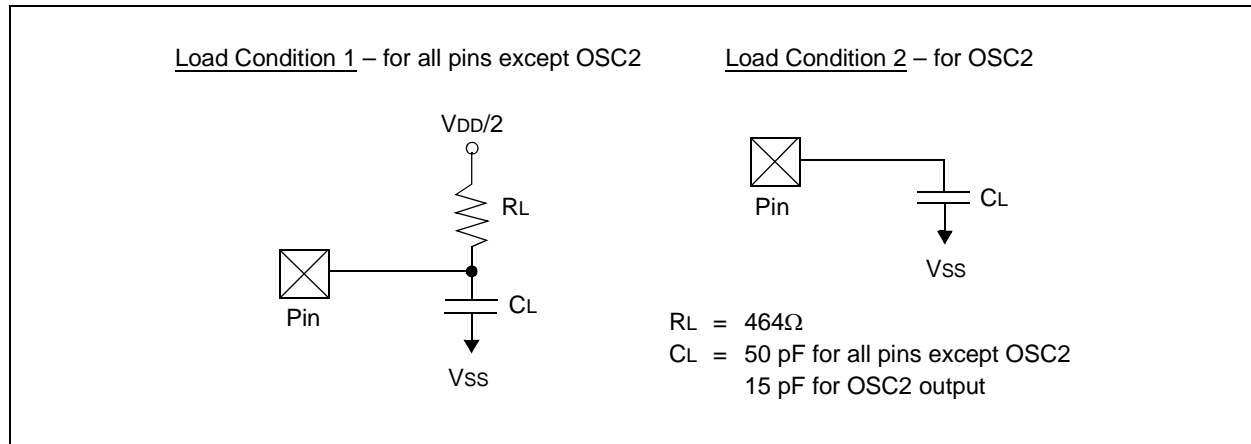 Load Condition 1 – for all pins except OSC2
VDD/2
RL
Pin
CL
VSS
Load Condition 2 – for OSC2
Pin
CL
VSS
RL = 464Ω
CL = 50 pF for all pins except OSC2
15 pF for OSC2 output